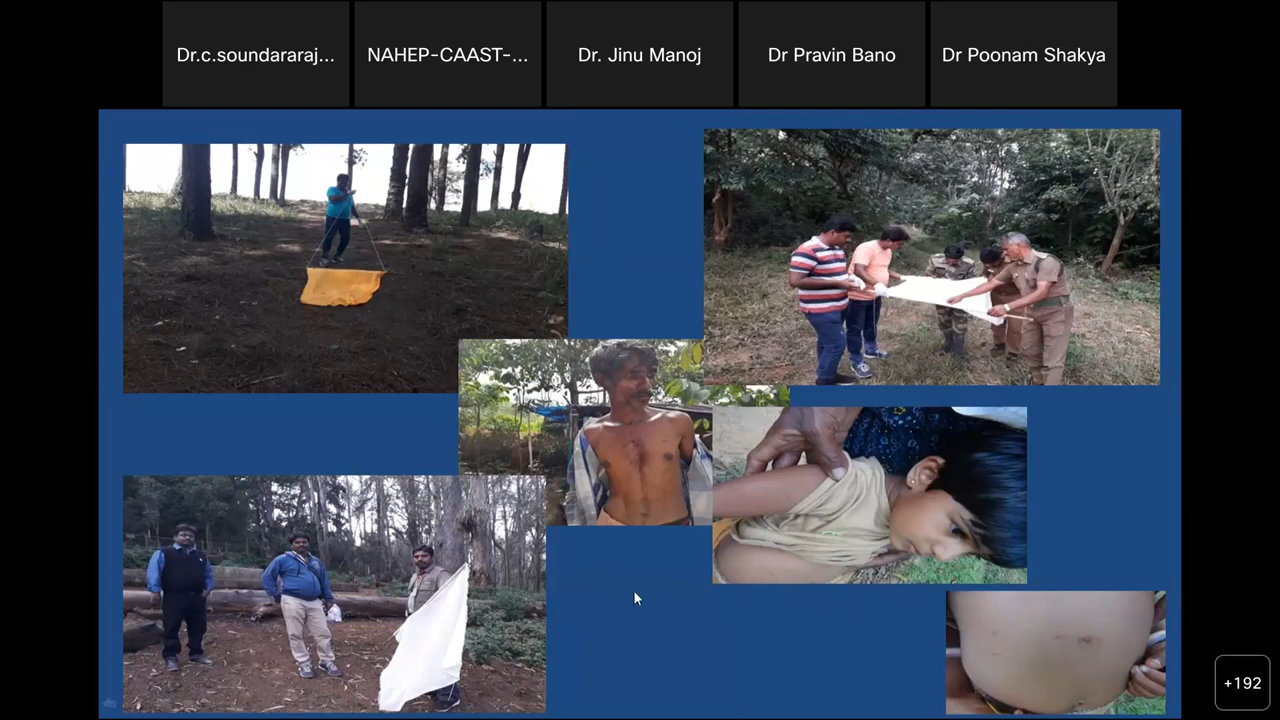 Dr.c.soundararaj...
NAHEP-CAAST-...
Dr. Jinu Manoj
Dr Pravin Bano
Dr Poonam Shakya
+192